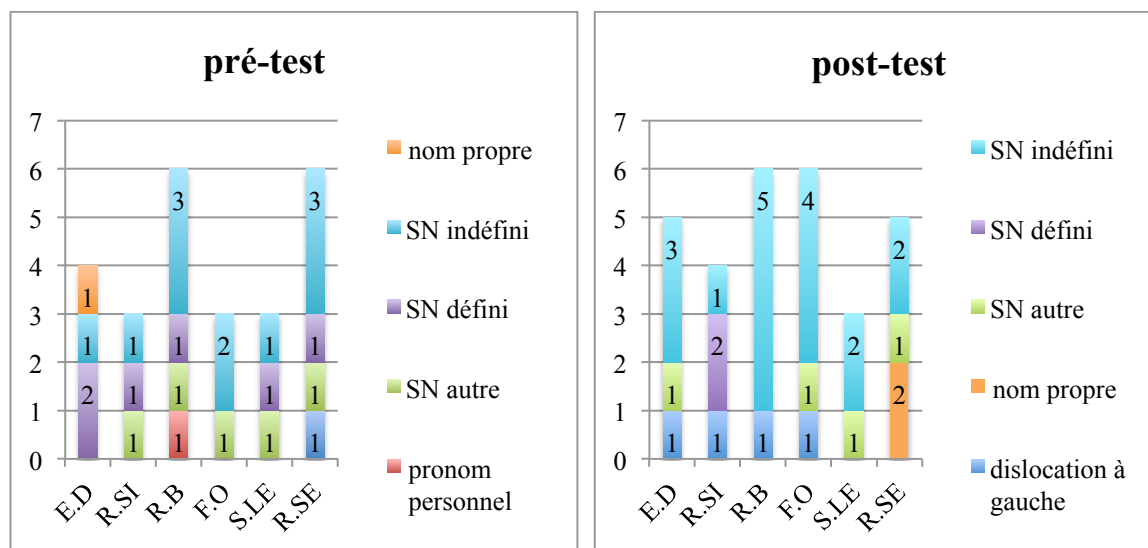 pré-test
7
6
5
4
3
2
1
0
2 1 1
1 1 1
1 1 1 3
1 2
1 1 1
1 1 1 3
E.D
R.SI
R.B
F.O
S.LE
R.SE
nom propre
SN indéfini
SN défini
SN autre
pronom
personnel
post-test
7
6
5
4
3
2
1
0
1 1 3
1 2 1
1 5
1 1 4
1 2
2 1 2
E.D
R.SI
R.B
F.O
S.LE
R.SE
SN indéfini
SN défini
SN autre
nom propre
dislocation à
gauche